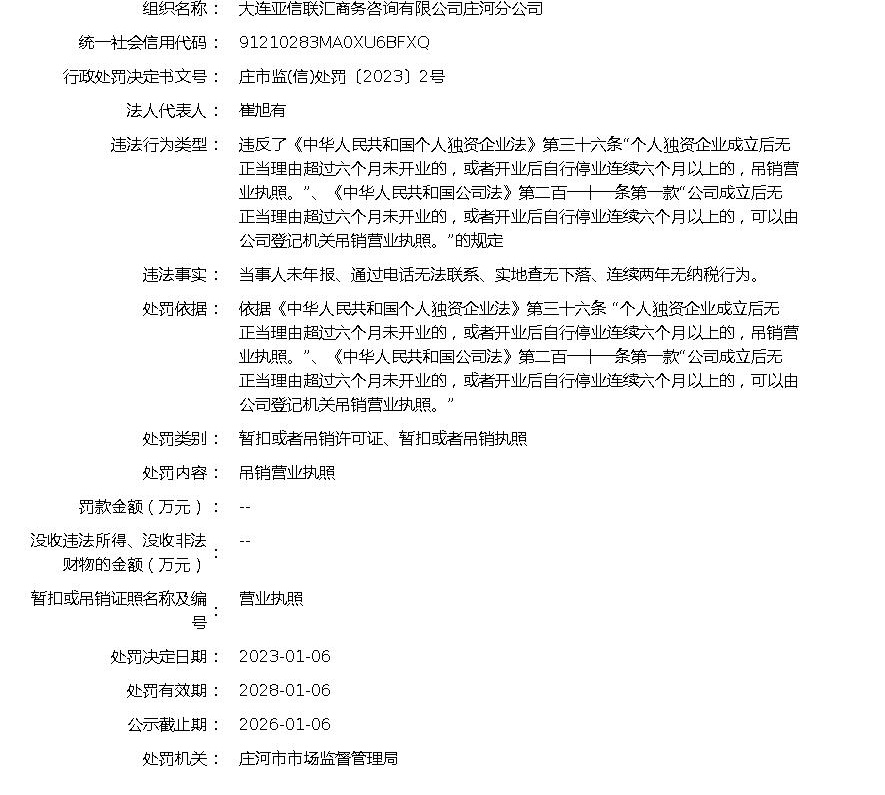 组织名称： 大连亚信联汇商务咨询有限公司庄河分公司
统一社会信用代码： 91210283MA0XU6BFXQ
行政处罚决定书文号： 庄市监(信)处罚〔2023〕2号
法人代表人： 崔旭有
违法行为类型： 违反了《中华人民共和国个人独资企业法》第三十六条“个人独资企业成立后无
正当理由超过六个月未开业的，或者开业后自行停业连续六个月以上的，吊销营
业执照。”、《中华人民共和国公司法》第二百一十一条第一款“公司成立后无
正当理由超过六个月未开业的，或者开业后自行停业连续六个月以上的，可以由
公司登记机关吊销营业执照。”的规定
违法事实： 当事人未年报、通过电话无法联系、实地查无下落、连续两年无纳税行为。
处罚依据： 依据《中华人民共和国个人独资企业法》第三十六条 “个人独资企业成立后无
正当理由超过六个月未开业的，或者开业后自行停业连续六个月以上的，吊销营
业执照。”、《中华人民共和国公司法》第二百一十一条第一款“公司成立后无
正当理由超过六个月未开业的，或者开业后自行停业连续六个月以上的，可以由
公司登记机关吊销营业执照。”
处罚类别： 暂扣或者吊销许可证、暂扣或者吊销执照
处罚内容： 吊销营业执照
罚款金额（万元）： --
没收违法所得、没收非法
财物的金额（万元）： --
暂扣或吊销证照名称及编
号： 营业执照
处罚决定日期： 2023-01-06
处罚有效期： 2028-01-06
公示截止期： 2026-01-06
处罚机关： 庄河市市场监督管理局